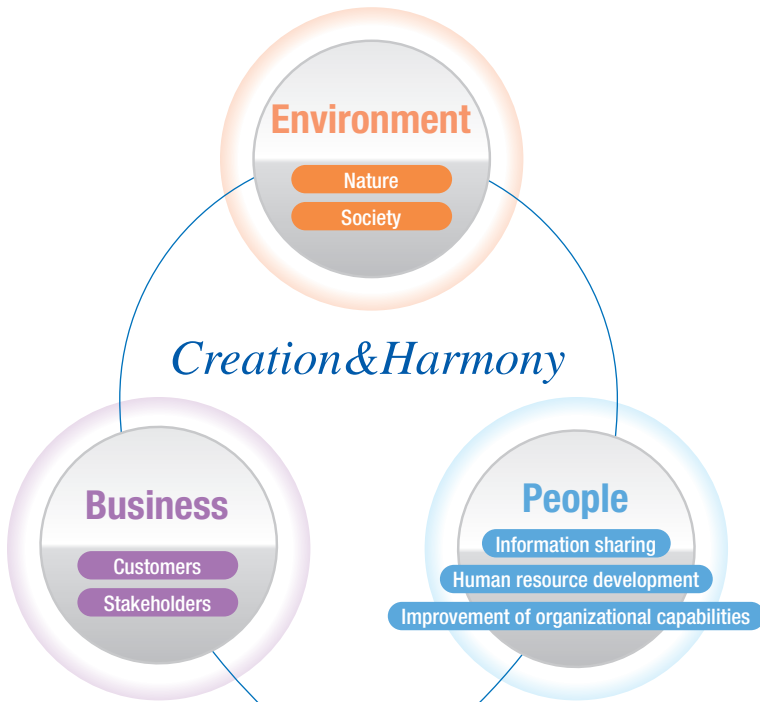 Environment
Nature
Society
Creation&Harmony
Business
Customers
Stakeholders
People
Information sharing
Human resource development
Improvement of organizational capabilities